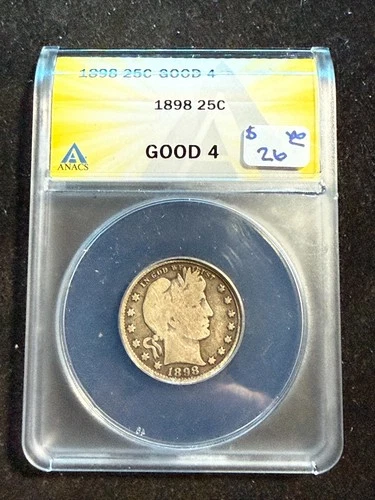 1898 25C GOOD 4
1898 25C
ANACS
GOOD 4
$
26
IN GOD WE TRUST
1898